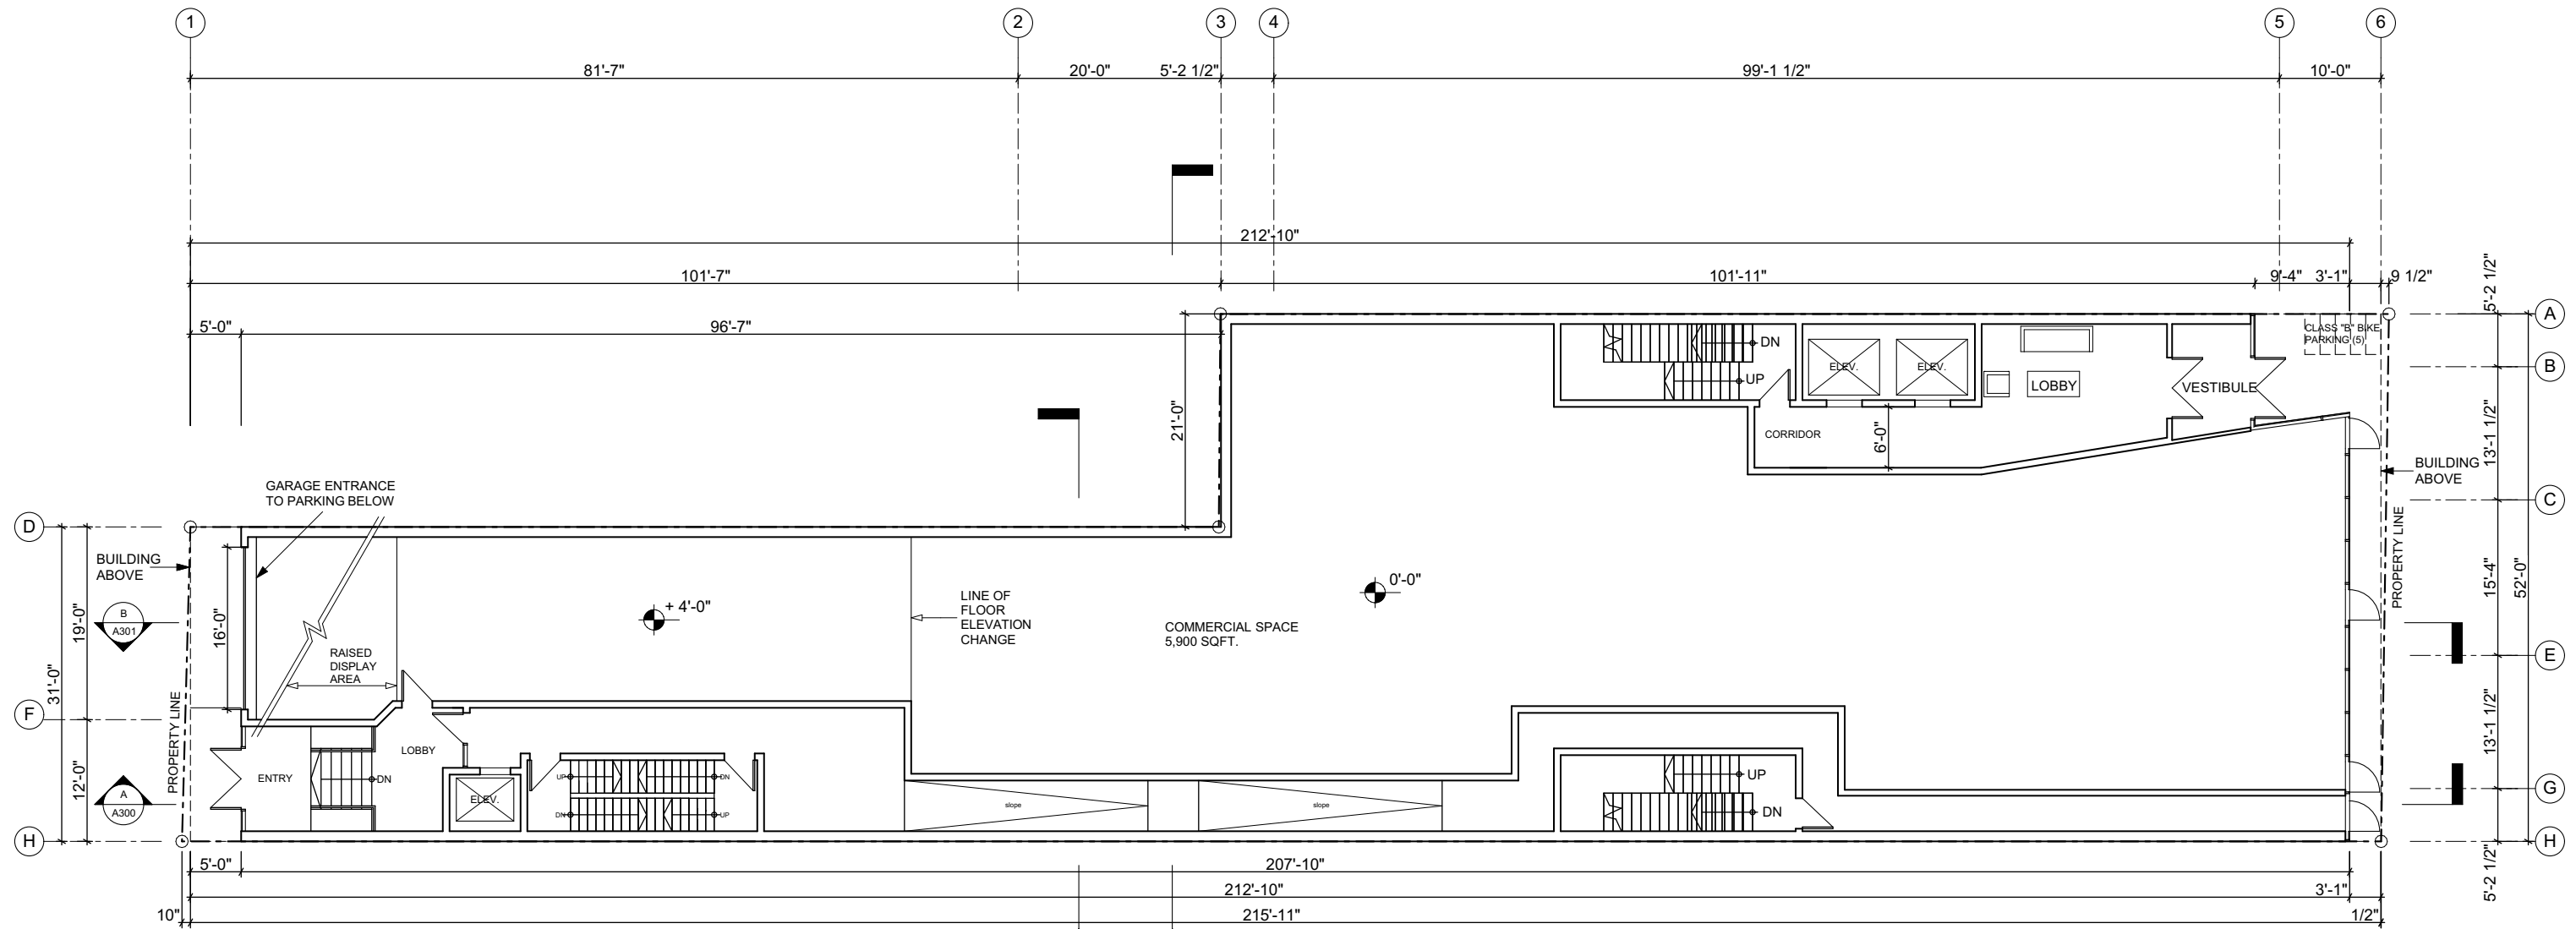 1 2 3 4 5 6
81'-7" 20'-0" 5'-2 1/2" 99'-1 1/2" 10'-0"
212'-10"
101'-7" 101'-11" 9'-4" 3'-1" 9 1/2"
5'-2 1/2"
A
5'-0" 96'-7"
CLASS "B" BIKE
PARKING (5)
DN
UP
ELEV. ELEV.
LOBBY
VESTIBULE
B
21'-0"
CORRIDOR
6'-0"
13'-1 1/2"
BUILDING
ABOVE
C
GARAGE ENTRANCE
TO PARKING BELOW
D
BUILDING
ABOVE
PROPERTY LINE
15'-4"
52'-0"
0'-0"
+ 4'-0"
LINE OF
FLOOR
ELEVATION
CHANGE
COMMERCIAL SPACE
5,900 SQFT.
B
A301
19'-0"
31'-0"
16'-0"
RAISED
DISPLAY
AREA
E
F
PROPERTY LINE
13'-1 1/2"
LOBBY
ENTRY
DN
12'-0"
A
A300
ELEV.
UP DN
DN UP
slope slope
UP
DN
G
H H
5'-2 1/2"
5'-0" 207'-10"
212'-10" 3'-1"
10" 215'-11" 1/2"